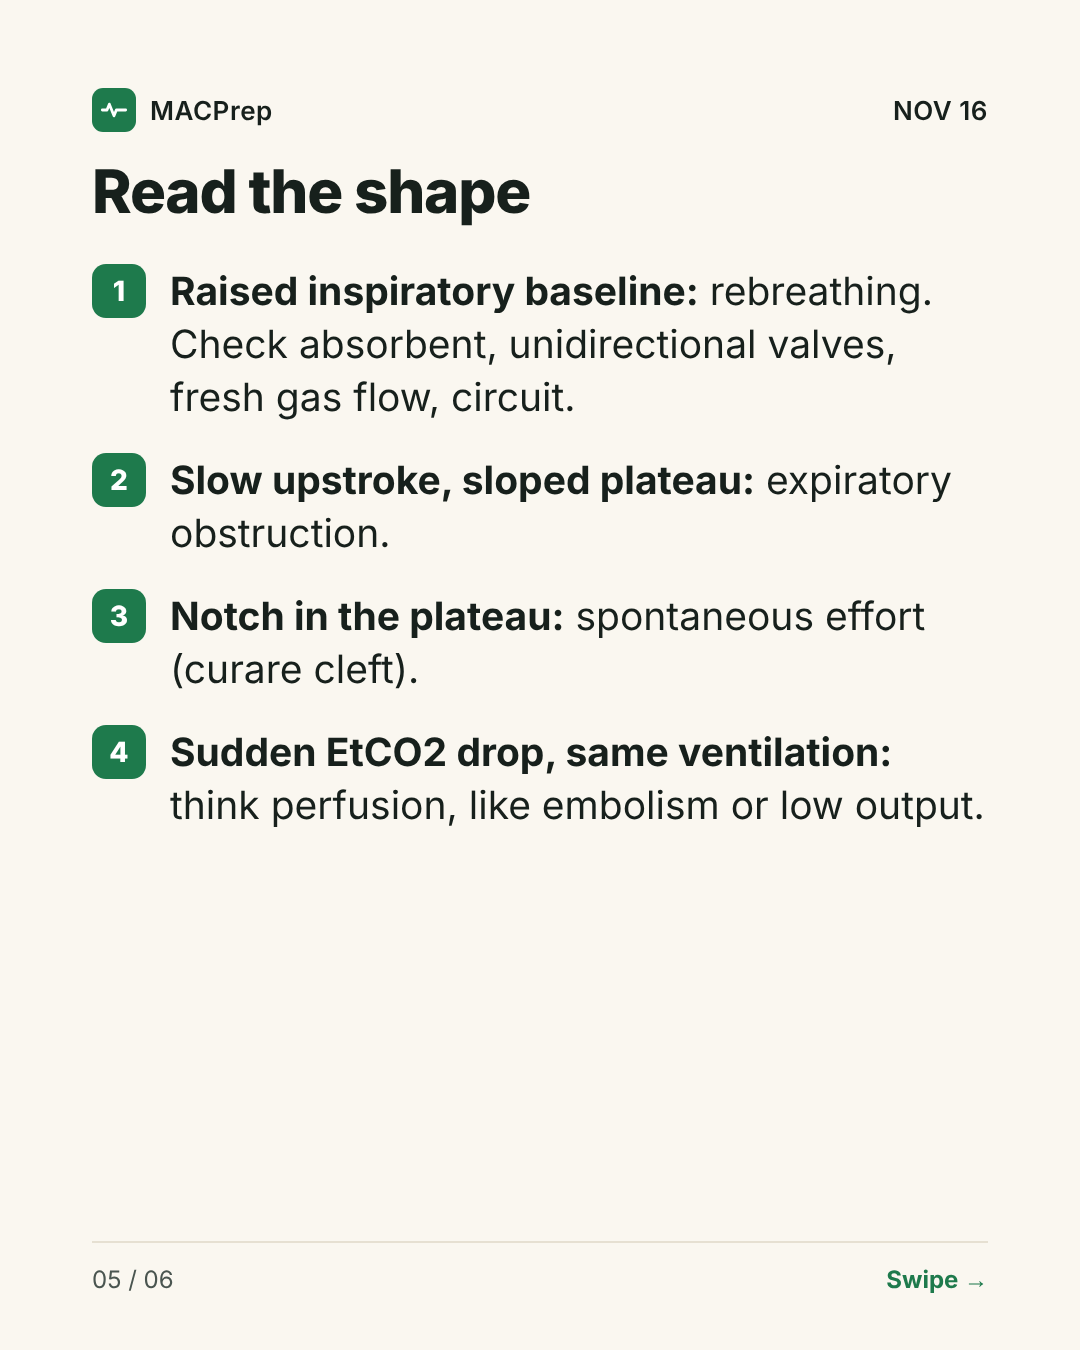 MACPrep
NOV 16
Read the shape
1 Raised inspiratory baseline: rebreathing.
Check absorbent, unidirectional valves,
fresh gas flow, circuit.
2 Slow upstroke, sloped plateau: expiratory
obstruction.
3 Notch in the plateau: spontaneous effort
(curare cleft).
4 Sudden EtCO2 drop, same ventilation:
think perfusion, like embolism or low output.
05 / 06
Swipe →